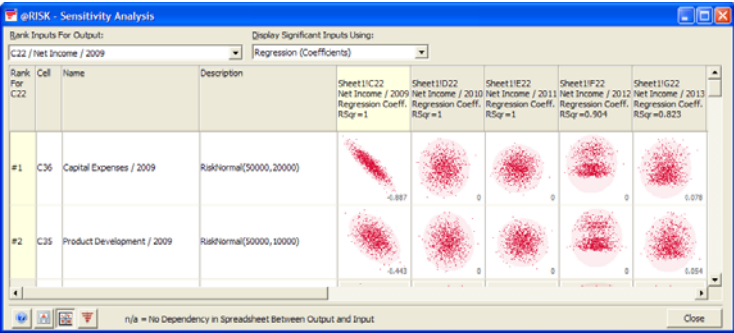 @RISK - Sensitivity Analysis
Rank Inputs For Output:
Display Significant Inputs Using:
C22 / Net Income / 2009
Regression (Coefficients)
Rank For C22
Cell
Name
Description
Sheet1!C22
Net Income / 2009
Regression Coeff.
RSqr=1
Sheet1!D22
Net Income / 2010
Regression Coeff.
RSqr=1
Sheet1!E22
Net Income / 2011
Regression Coeff.
RSqr=1
Sheet1!F22
Net Income / 2012
Regression Coeff.
RSqr=0.904
Sheet1!G22
Net Income / 2013
Regression Coeff.
RSqr=0.823
#1
C36
Capital Expenses / 2009
RiskNormal(50000,20000)
-0.887
0
0
0
0.078
#2
C35
Product Development / 2009
RiskNormal(50000,10000)
-0.443
0
0
0
0.054
n/a = No Dependency in Spreadsheet Between Output and Input
Close